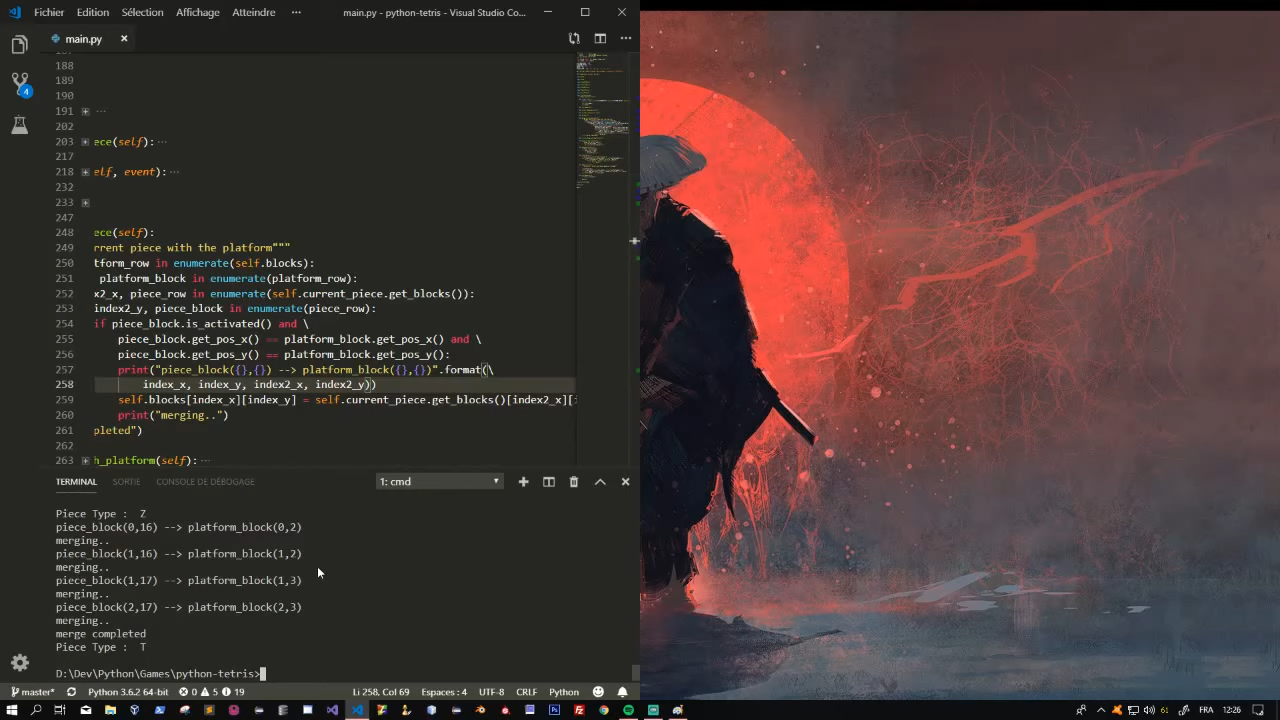 Fichier Edition Sélection Affichage Atteindre ··· main.py - python-tetris - Visual Studio Co...
main.py
188
189
190
191 ···
202
203 ece(self):···
217
218 elf, event):···
232
233
247
248 ece(self):
249 rrent piece with the platform"""
250 tform_row in enumerate(self.blocks):
251 platform_block in enumerate(platform_row):
252 x2_x, piece_row in enumerate(self.current_piece.get_blocks()):
253 index2_y, piece_block in enumerate(piece_row):
254 if piece_block.is_activated() and \
255 piece_block.get_pos_x() == platform_block.get_pos_x() and \
256 piece_block.get_pos_y() == platform_block.get_pos_y():
257 print("piece_block({},{}) --> platform_block({},{})".format(\
258 index_x, index_y, index2_x, index2_y))
259 self.blocks[index_x][index_y] = self.current_piece.get_blocks()[index2_x][i
260 print("merging..")
261 pleted")
262
263 h_platform(self):···
4
TERMINAL SORTIE CONSOLE DE DÉBOGAGE 1: cmd
Piece Type : Z
piece_block(0,16) --> platform_block(0,2)
merging..
piece_block(1,16) --> platform_block(1,2)
merging..
piece_block(1,17) --> platform_block(1,3)
merging..
piece_block(2,17) --> platform_block(2,3)
merging..
merge completed
Piece Type : T
D:\Dev\Python\Games\python-tetris>
master* Python 3.6.2 64-bit 0 5 19 Li 258, Col 69 Espaces : 4 UTF-8 CRLF Python
61 FRA 12:26